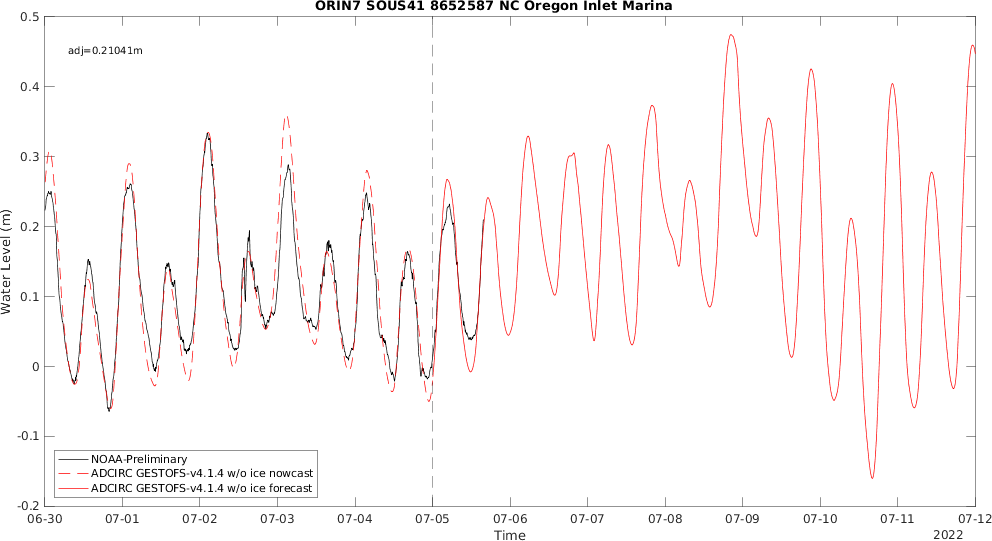 ORIN7 SOUS41 8652587 NC Oregon Inlet Marina
adj=0.21041m
0.5
0.4
0.3
0.2
0.1
0
-0.1
-0.2
Water Level (m)
NOAA-Preliminary
ADCIRC GESTOFS-v4.1.4 w/o ice nowcast
ADCIRC GESTOFS-v4.1.4 w/o ice forecast
06-30 07-01 07-02 07-03 07-04 07-05 07-06 07-07 07-08 07-09 07-10 07-11 07-12
Time
2022